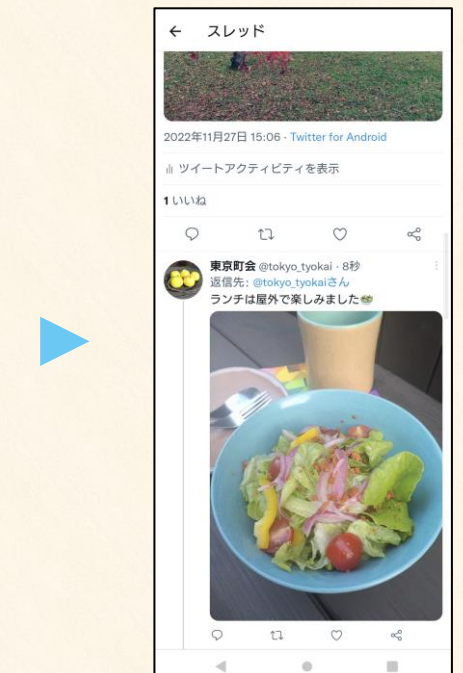 スレッド
2022年11月27日 15:06 · Twitter for Android
ツイートアクティビティを表示
1 いいね
東京町会 @tokyo_tyokai · 8秒
返信先: @tokyo_tyokaiさん
ランチは屋外で楽しみました🥗